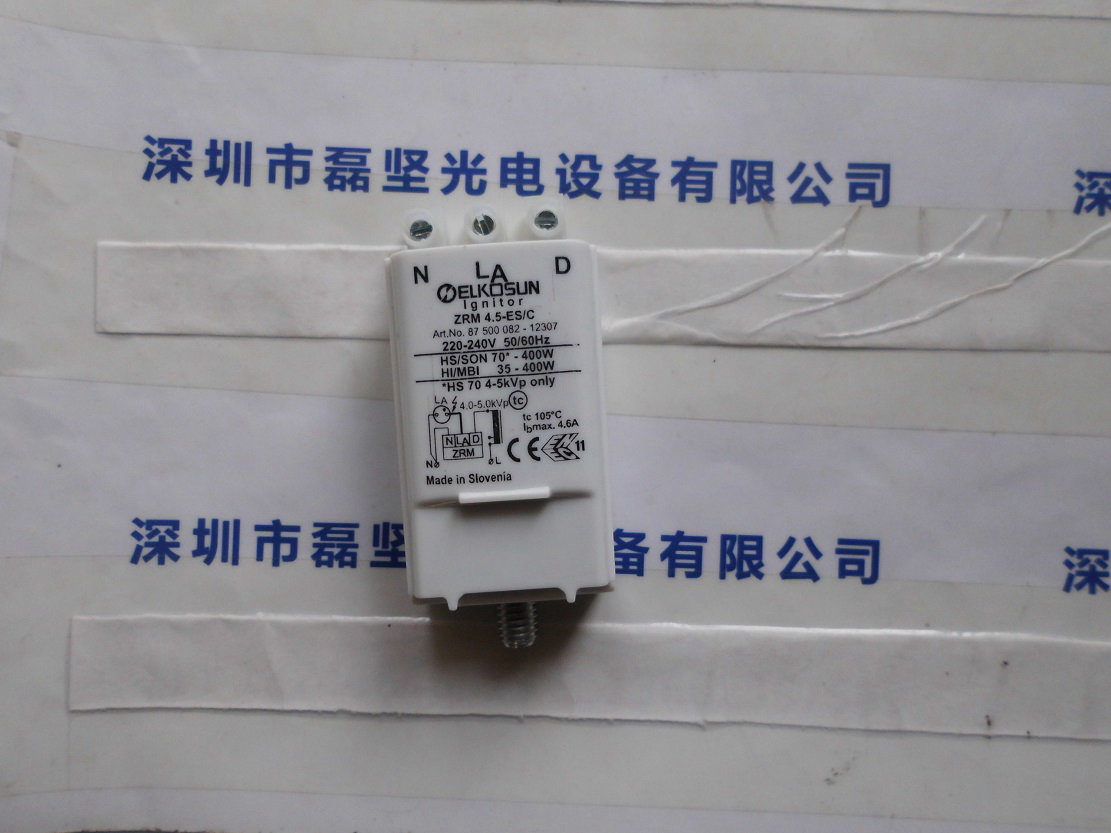 深圳市磊坚光电设备有限公司
深
N LA D
ELKOSUN
Ignitor
ZRM 4.5-ES/C
Art.No. 87 500 082 - 12307
220-240V 50/60Hz
HS/SON 70* - 400W
HI/MBI 35 - 400W
*HS 70 4-5kVp only
LA 4.0-5.0kVp tc
tc 105°C
Ibmax. 4.6A
N LA D
ZRM
N L
CE 11
Made in Slovenia
深圳市磊坚 备有限公司
深